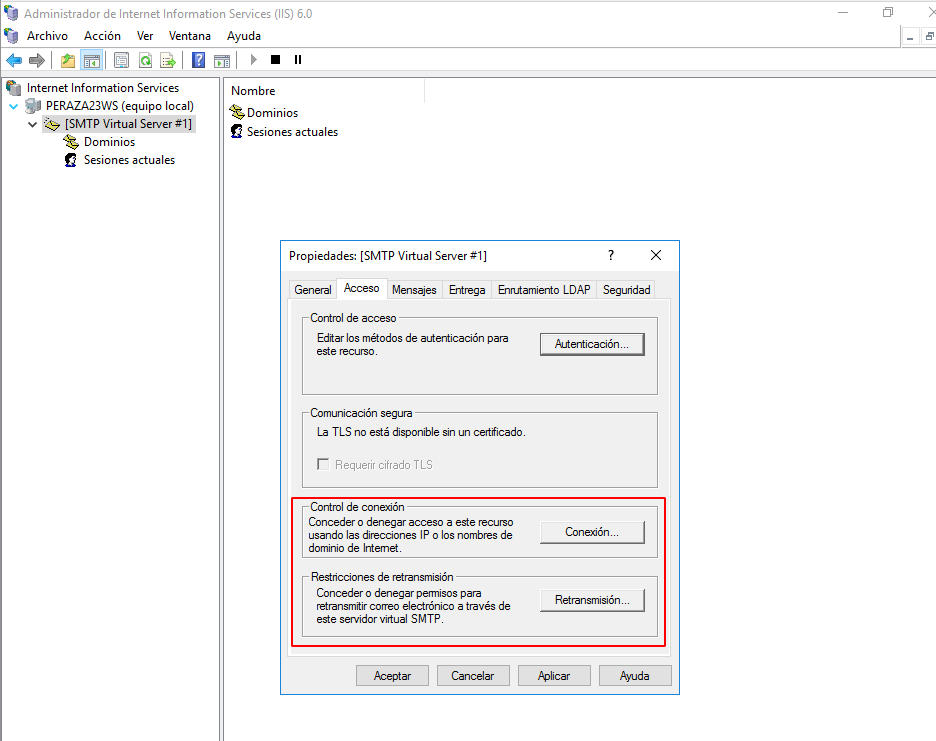 Administrador de Internet Information Services (IIS) 6.0
Archivo Acción Ver Ventana Ayuda
Internet Information Services
PERAZA23WS (equipo local)
[SMTP Virtual Server #1]
Dominios
Sesiones actuales
Nombre
Dominios
Sesiones actuales
Propiedades: [SMTP Virtual Server #1]
General Acceso Mensajes Entrega Enrutamiento LDAP Seguridad
Control de acceso
Editar los métodos de autenticación para
este recurso.
Autenticación...
Comunicación segura
La TLS no está disponible sin un certificado.
Requerir cifrado TLS
Control de conexión
Conceder o denegar acceso a este recurso
usando las direcciones IP o los nombres de
dominio de Internet.
Conexión...
Restricciones de retransmisión
Conceder o denegar permisos para
retransmitir correo electrónico a través de
este servidor virtual SMTP.
Retransmisión...
Aceptar Cancelar Aplicar Ayuda